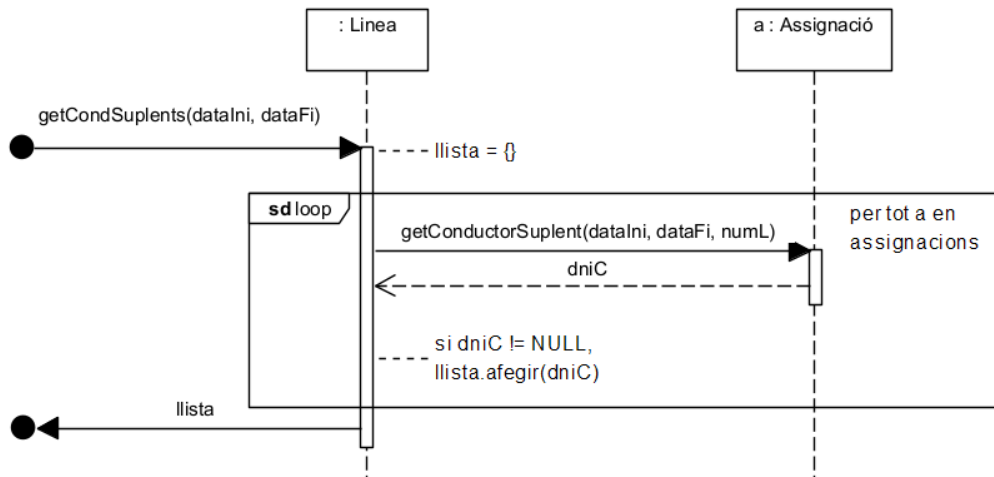 : Linea
a : Assignació
getCondSuplents(dataIni, dataFi)
llista = {}
sd loop
per tot a en
assignacions
getConductorSuplent(dataIni, dataFi, numL)
dniC
si dniC != NULL,
llista.afegir(dniC)
llista